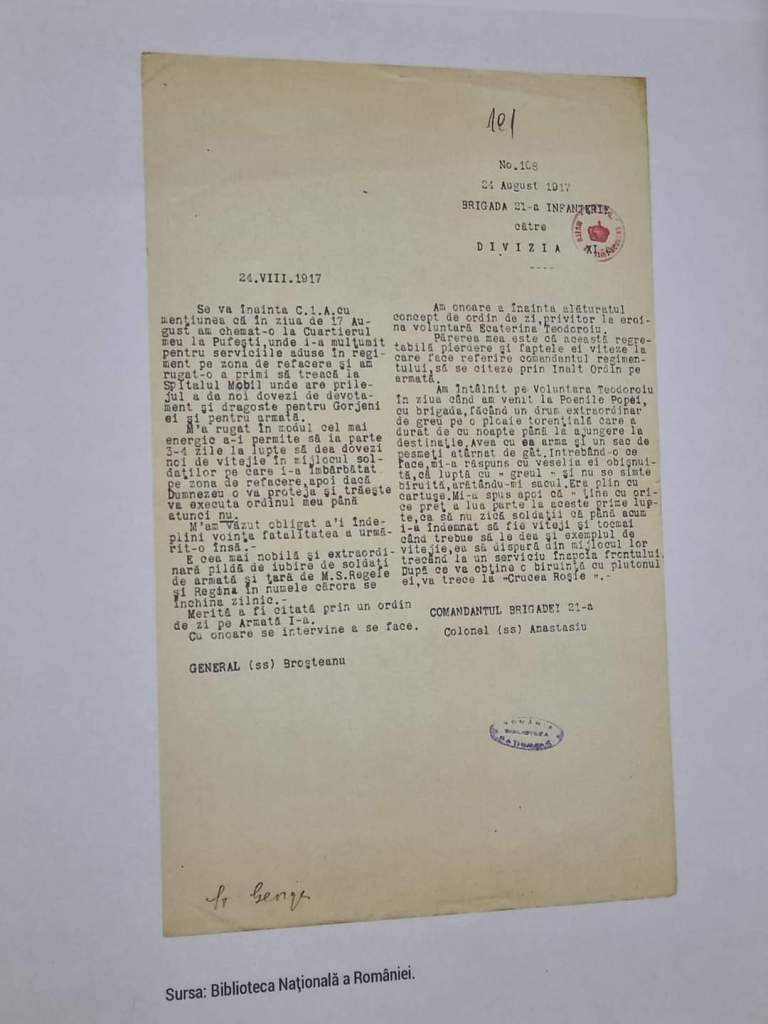 101
No.108
24 August 1917
BRIGADA 21-a INFANTERIE
către
DIVIZIA XI-a
24.VIII.1917
Se va înainta C.1.A.cu
mențiunea că în ziua de 17 Au-
gust am chemat-o la Cuartierul
meu la Pufești,unde i-a mulțumit
pentru serviciile aduse în regi-
ment pe zona de refacere și am
rugat-o a primi să treacă la
Spitalul Mobil unde are prile-
jul a da noi dovezi de devota-
ment și dragoste pentru Gorjeni
ei și pentru armată.
M'a rugat în modul cel mai
energic a-i permite să ia parte
3-4 zile la lupte să dea dovezi
noi de vitejie în mijlocul sol-
daților pe care i-a îmbărbătat
pe zona de refacere,apoi dacă
Dumnezeu o va proteja și trăește
va executa ordinul meu până
atunci nu.
M'am văzut obligat a'i înde-
plini voința fatalitatea a urmă-
rit-o însă.-
E cea mai nobilă și extraordi-
nară pildă de iubire de soldați
de armată și țară de M.S.Regele
și Regina în numele cărora se
închina zilnic.-
Merită a fi citată prin un ordin
de zi pe Armată I-a.
Cu onoare se intervine a se face.
GENERAL (ss) Broșteanu
Am onoare a înainta alăturatul
concept de ordin de zi,privitor la eroi-
na voluntară Ecaterina Teodoroiu.
Părerea mea este că această regre-
tabilă pierdere și faptele ei viteze la
care face referire comandantul regimen-
tului,să se citeze prin Inalt Ordin pe
armată.
Am întâlnit pe Voluntara Teodoroiu
în ziua când am venit la Poenile Popei,
cu brigada,făcând un drum extraordinar
de greu pe o ploaie torențială care a
durat de cu noapte până la ajungere la
destinație.Avea cu ea arma și un sac de
pesmeți atârnat de gât.Intrebând-o ce
face,mi-a răspuns cu veselia ei obișnui-
tă,că luptă cu " greul " și nu se simte
biruită,arătându-mi sacul.Era plin cu
cartușe.Mi-a spus apoi că " ține cu ori-
ce preț a lua parte la aceste prime lup-
te,ca să nu zică soldații că până acum
i-a îndemnat să fie viteji și tocmai
când trebue să le dea și exemplul de
vitejie,ea să dispară din mijlocul lor
trecând la un serviciu înapoia frontului.
După ce va obține o biruință cu plutonul
ei,va trece la "Crucea Roșie ".-
COMANDANTUL BRIGADEI 21-a
Colonel (ss) Anastasiu
ROMÂNIA
BIBLIOTECA
NAȚIONALĂ
George
Sursa: Biblioteca Națională a României.